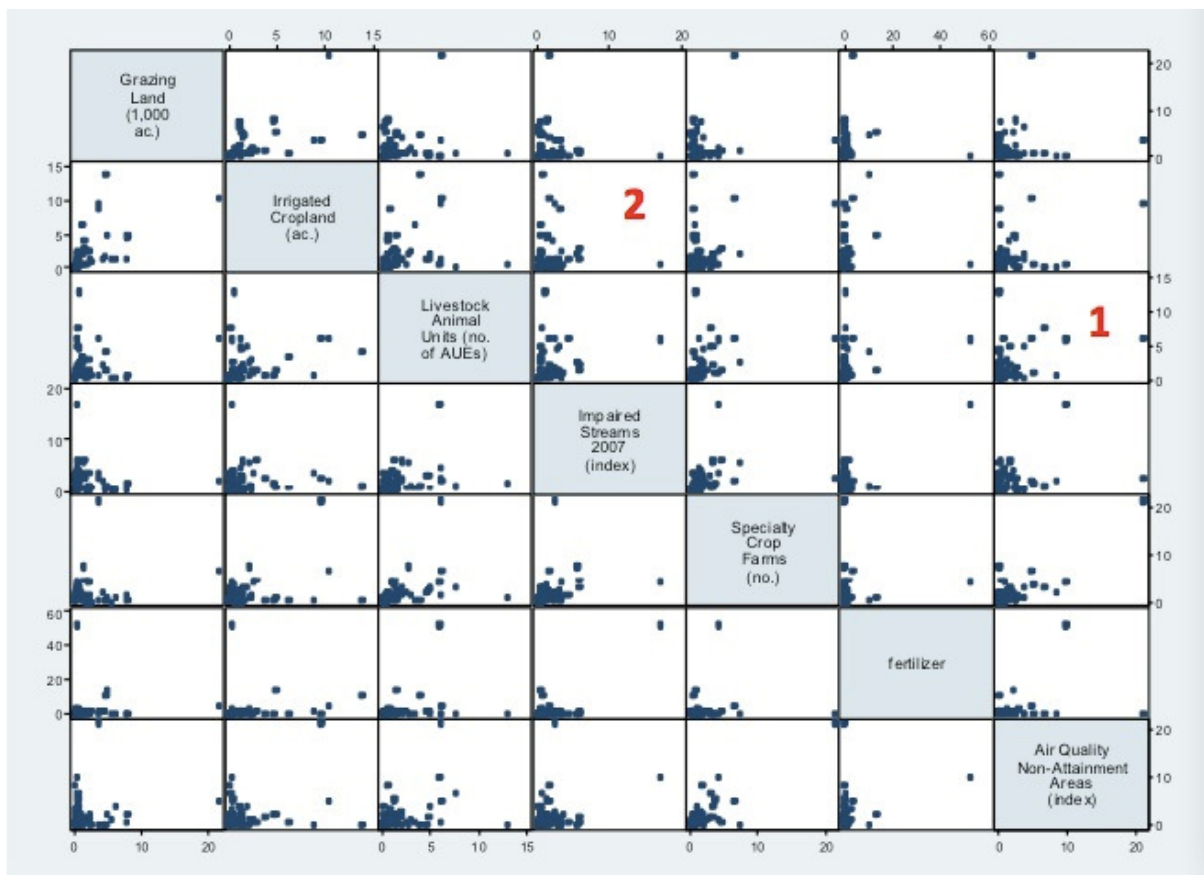 0 5 10 15 0 10 20 0 20 40 60
Grazing
Land
(1,000
ac.)
20
10
0
15
10
5
0
Irrigated
Cropland
(ac.)
2
Livestock
Animal
Units (no.
of AUEs)
1
15
10
5
0
20
10
0
Impaired
Streams
2007
(index)
Specialty
Crop
Farms
(no.)
20
10
0
60
40
20
0
fertilizer
Air Quality
Non-Attainment
Areas
(index)
20
10
0
0 10 20 0 5 10 15 0 10 20 0 10 20